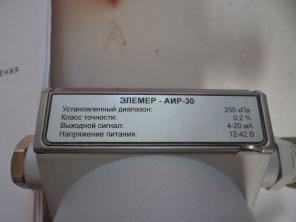 ЭЛЕМЕР - АИР-30
Установленный диапазон: 250 кПа
Класс точности: 0,2 %
Выходной сигнал: 4-20 мА
Напряжение питания: 12-42 В